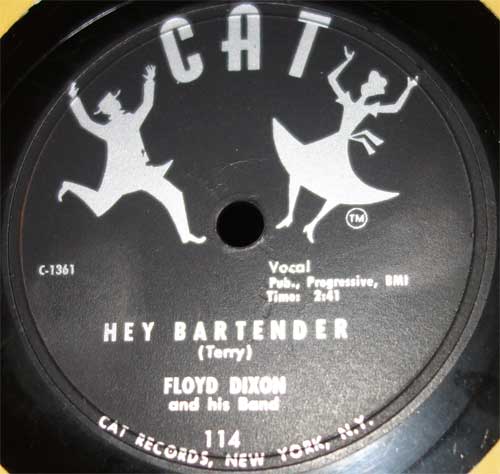 CAT
TM
C-1361
Vocal
Pub., Progressive, BMI
Time: 2:41
HEY BARTENDER
(Terry)
FLOYD DIXON
and his Band
114
CAT RECORDS, NEW YORK, N.Y.